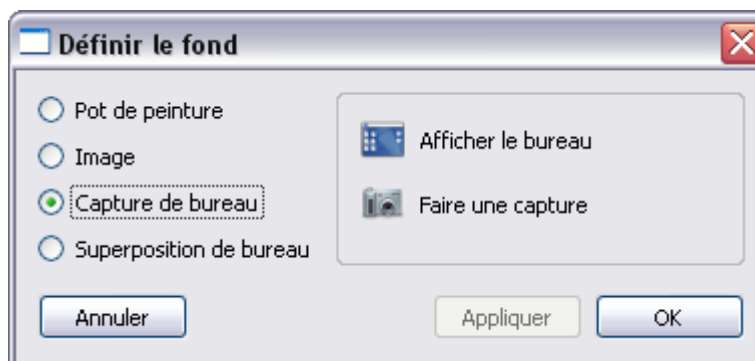 Définir le fond
Pot de peinture
Image
Capture de bureau
Superposition de bureau
Afficher le bureau
Faire une capture
Annuler
Appliquer
OK